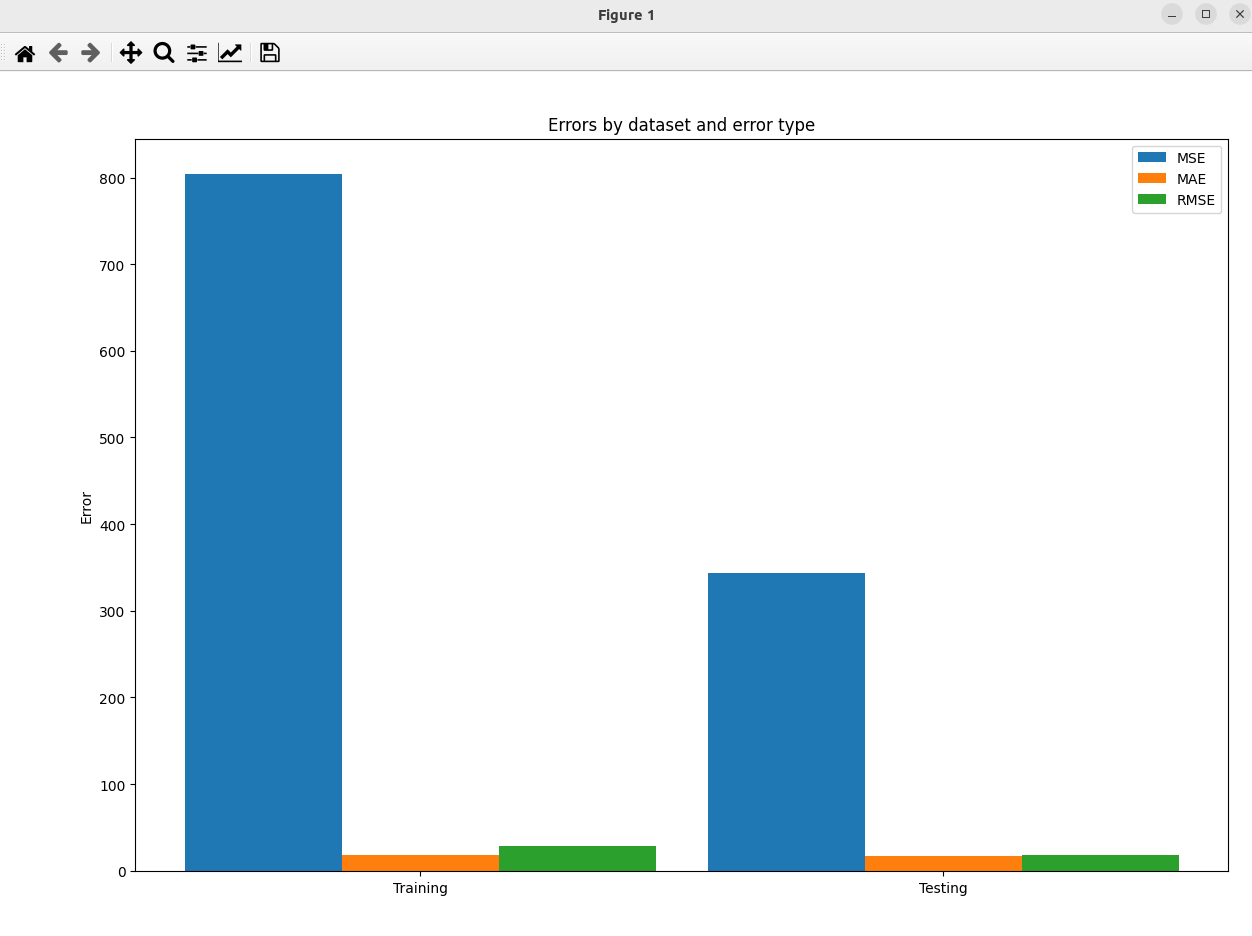 Figure 1
Errors by dataset and error type
MSE
MAE
RMSE
800
700
600
500
400
300
200
100
0
Error
Training
Testing